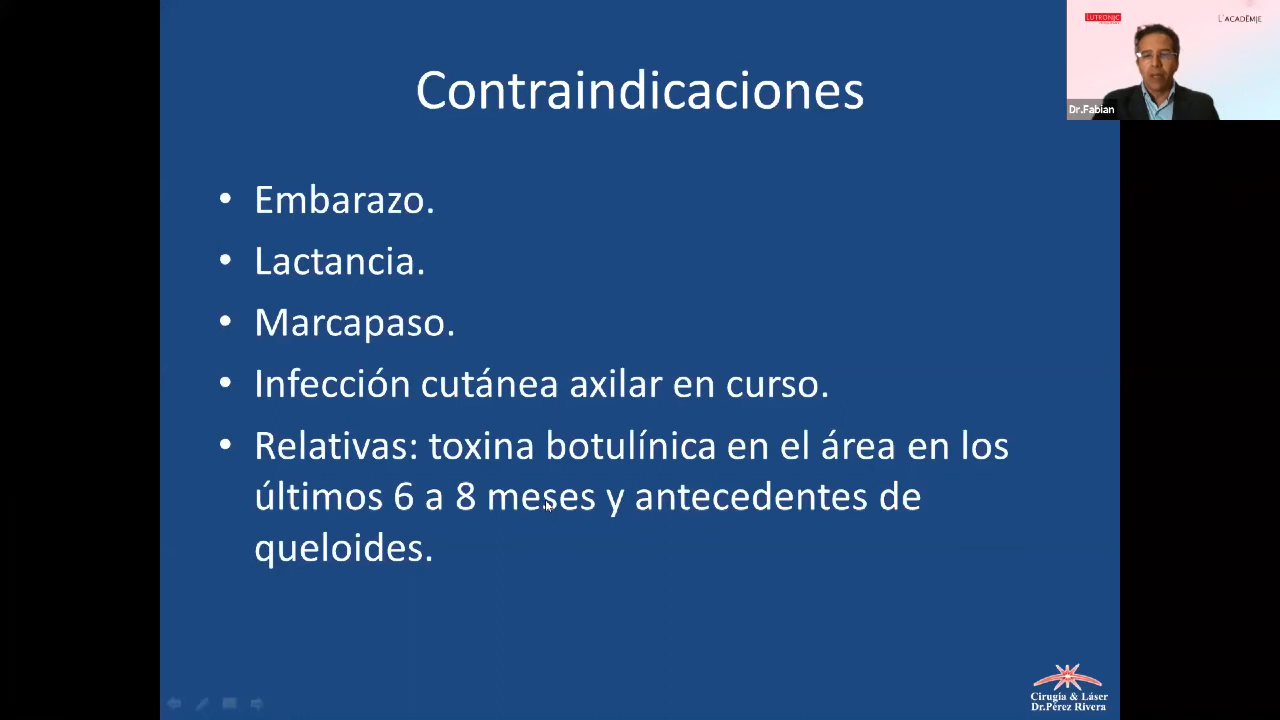 Contraindicaciones
LUTRONIC
L'ACADÉMIE
Dr.Fabian
• Embarazo.
• Lactancia.
• Marcapaso.
• Infección cutánea axilar en curso.
• Relativas: toxina botulínica en el área en los
últimos 6 a 8 meses y antecedentes de
queloides.
Cirugía & Láser
Dr.Pérez Rivera